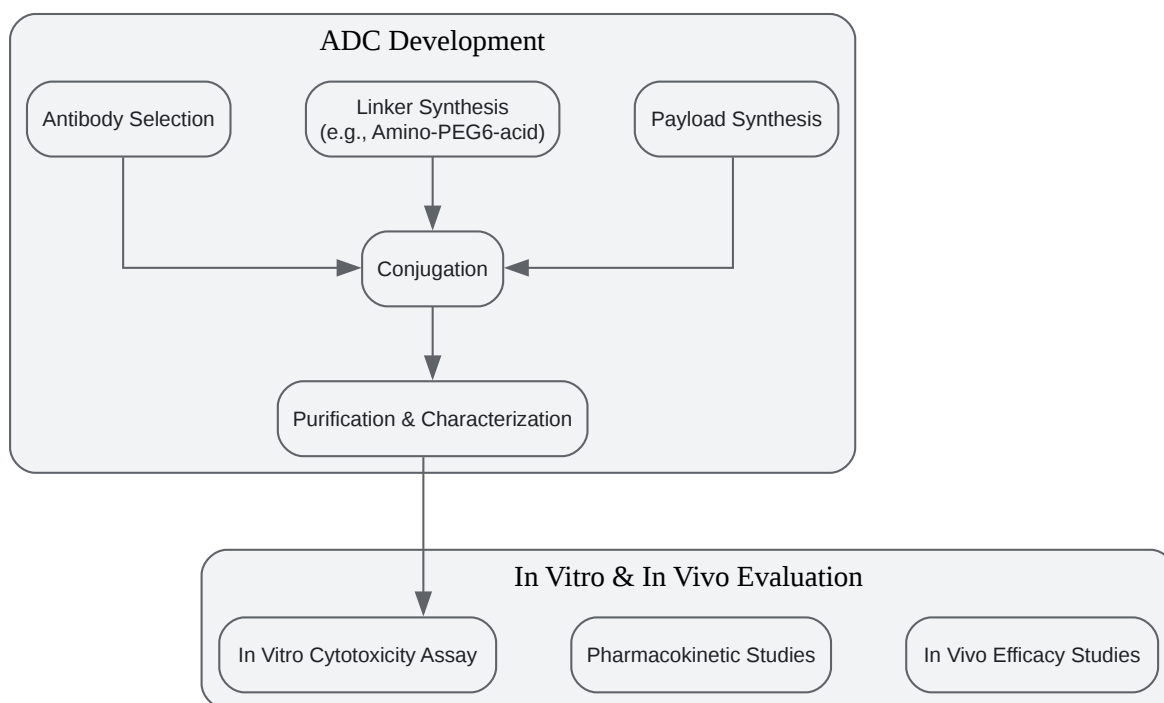 ADC Development
Antibody Selection
Linker Synthesis
(e.g., Amino-PEG6-acid)
Payload Synthesis
Conjugation
Purification & Characterization
In Vitro & In Vivo Evaluation
In Vitro Cytotoxicity Assay
Pharmacokinetic Studies
In Vivo Efficacy Studies